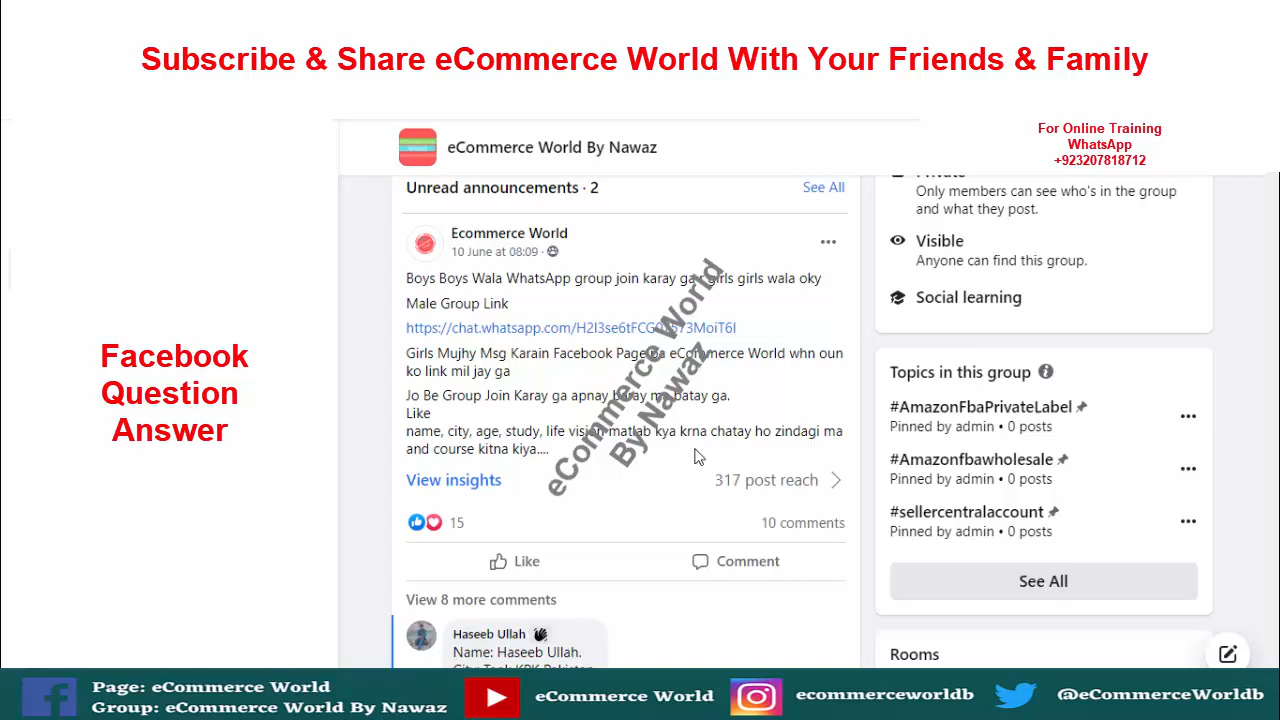 Subscribe & Share eCommerce World With Your Friends & Family
For Online Training
WhatsApp
+923207818712
eCommerce World By Nawaz
Unread announcements · 2
See All
Ecommerce World
10 June at 08:09 ·
Boys Boys Wala WhatsApp group join karay ga r girls girls wala oky
Male Group Link
Girls Mujhy Msg Karain Facebook Page pa eCommerce World whn oun
ko link mil jay ga
Jo Be Group Join Karay ga apnay baray ma batay ga.
Like
name, city, age, study, life vision matlab kya krna chatay ho zindagi ma
and course kitna kiya....
View insights
317 post reach
15
10 comments
Like
Comment
View 8 more comments
Haseeb Ullah
Name: Haseeb Ullah.
eCommerce World
By Nawaz
Facebook
Question
Answer
Private
Only members can see who's in the group
and what they post.
Visible
Anyone can find this group.
Social learning
Topics in this group
#AmazonFbaPrivateLabel
Pinned by admin • 0 posts
#Amazonfbawholesale
Pinned by admin • 0 posts
#sellercentralaccount
Pinned by admin • 0 posts
See All
Rooms
Page: eCommerce World
Group: eCommerce World By Nawaz
eCommerce World
ecommerceworldb
@eCommerceWorldb